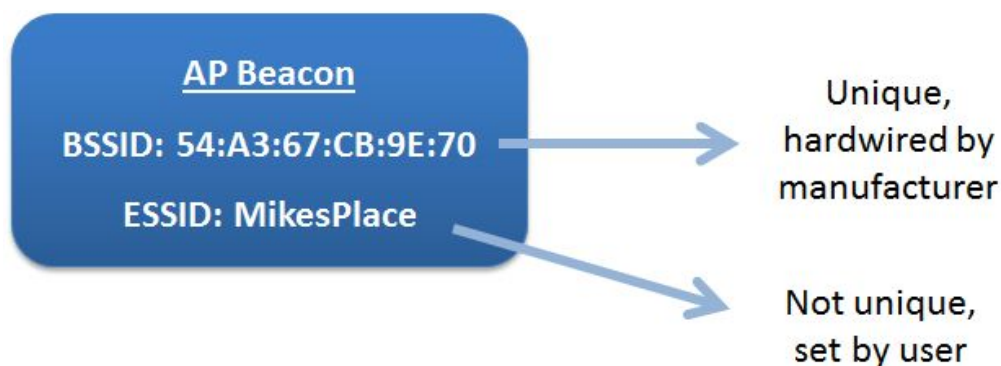 AP Beacon
BSSID: 54:A3:67:CB:9E:70
ESSID: MikesPlace
Unique,
hardwired by
manufacturer
Not unique,
set by user